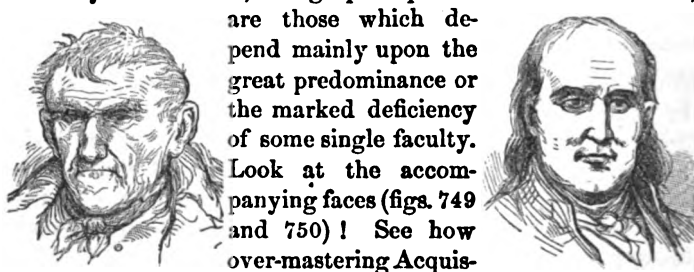 are those which de-
pend mainly upon the
great predominance or
the marked deficiency
of some single faculty.
Look at the accom-
panying faces (figs. 749
and 750)! See how
over-mastering Acquis-